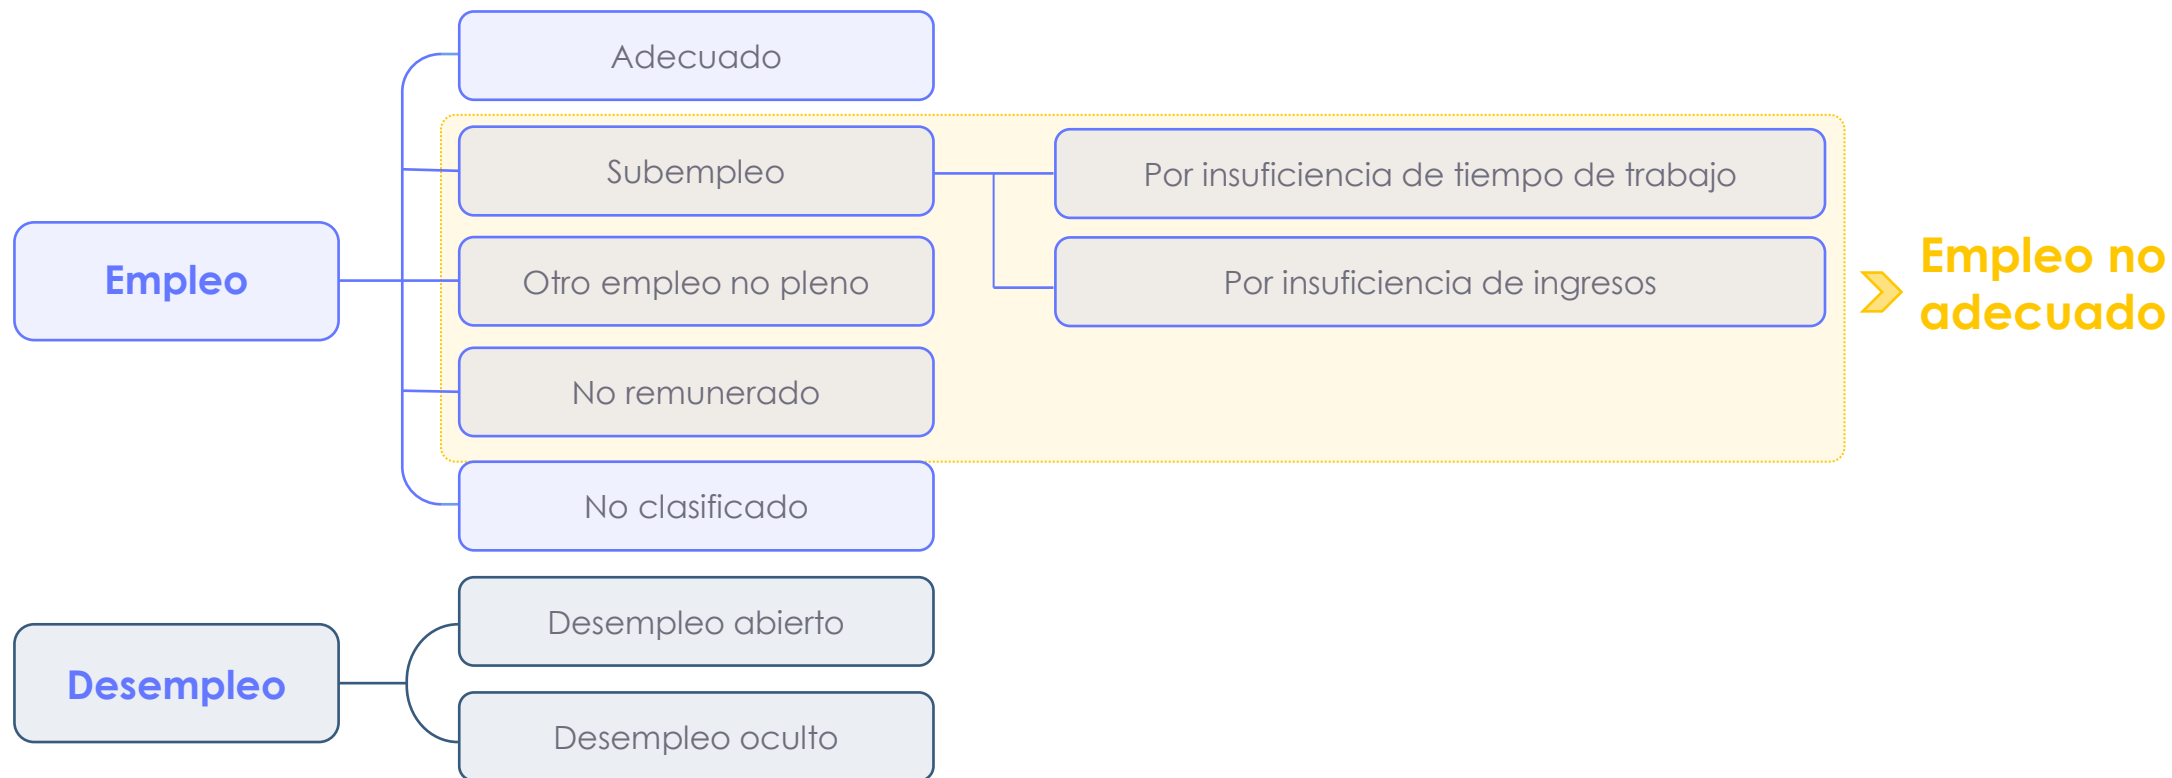 Adecuado
Subempleo
Por insuficiencia de tiempo de trabajo
Empleo
Otro empleo no pleno
Por insuficiencia de ingresos
Empleo no
adecuado
No remunerado
No clasificado
Desempleo abierto
Desempleo
Desempleo oculto